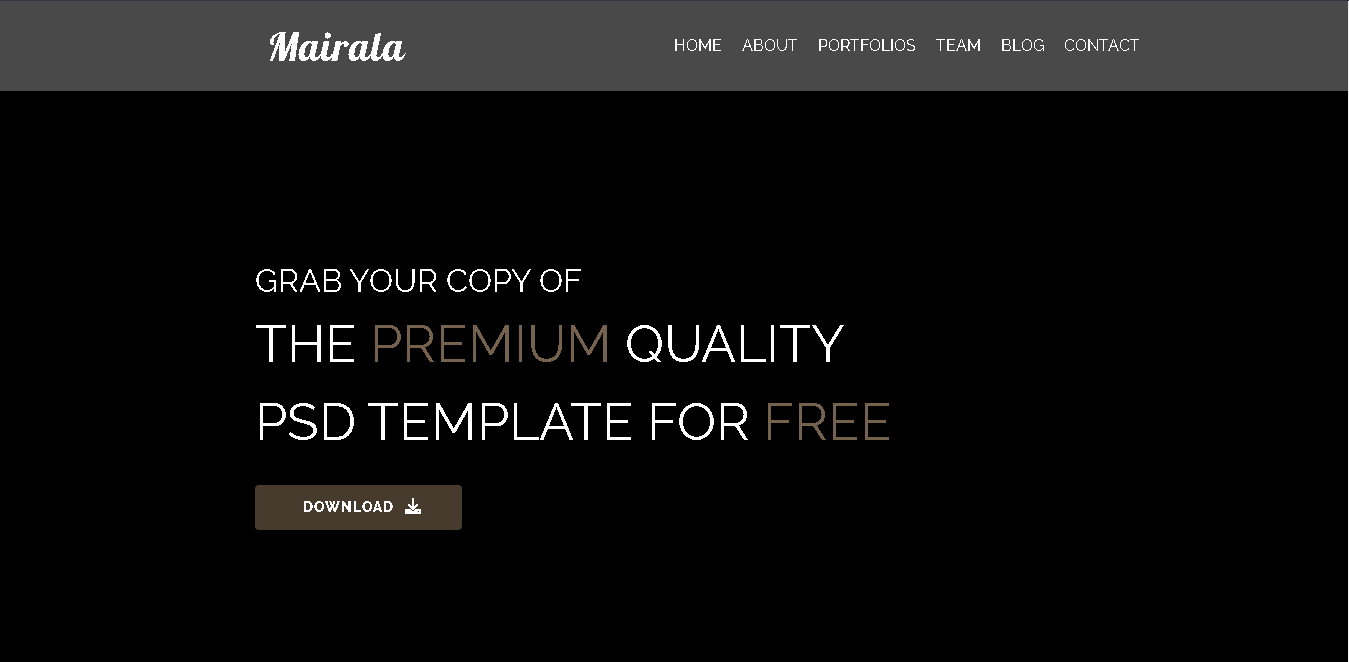 Mairala
HOME ABOUT PORTFOLIOS TEAM BLOG CONTACT
GRAB YOUR COPY OF
THE PREMIUM QUALITY
PSD TEMPLATE FOR FREE
DOWNLOAD